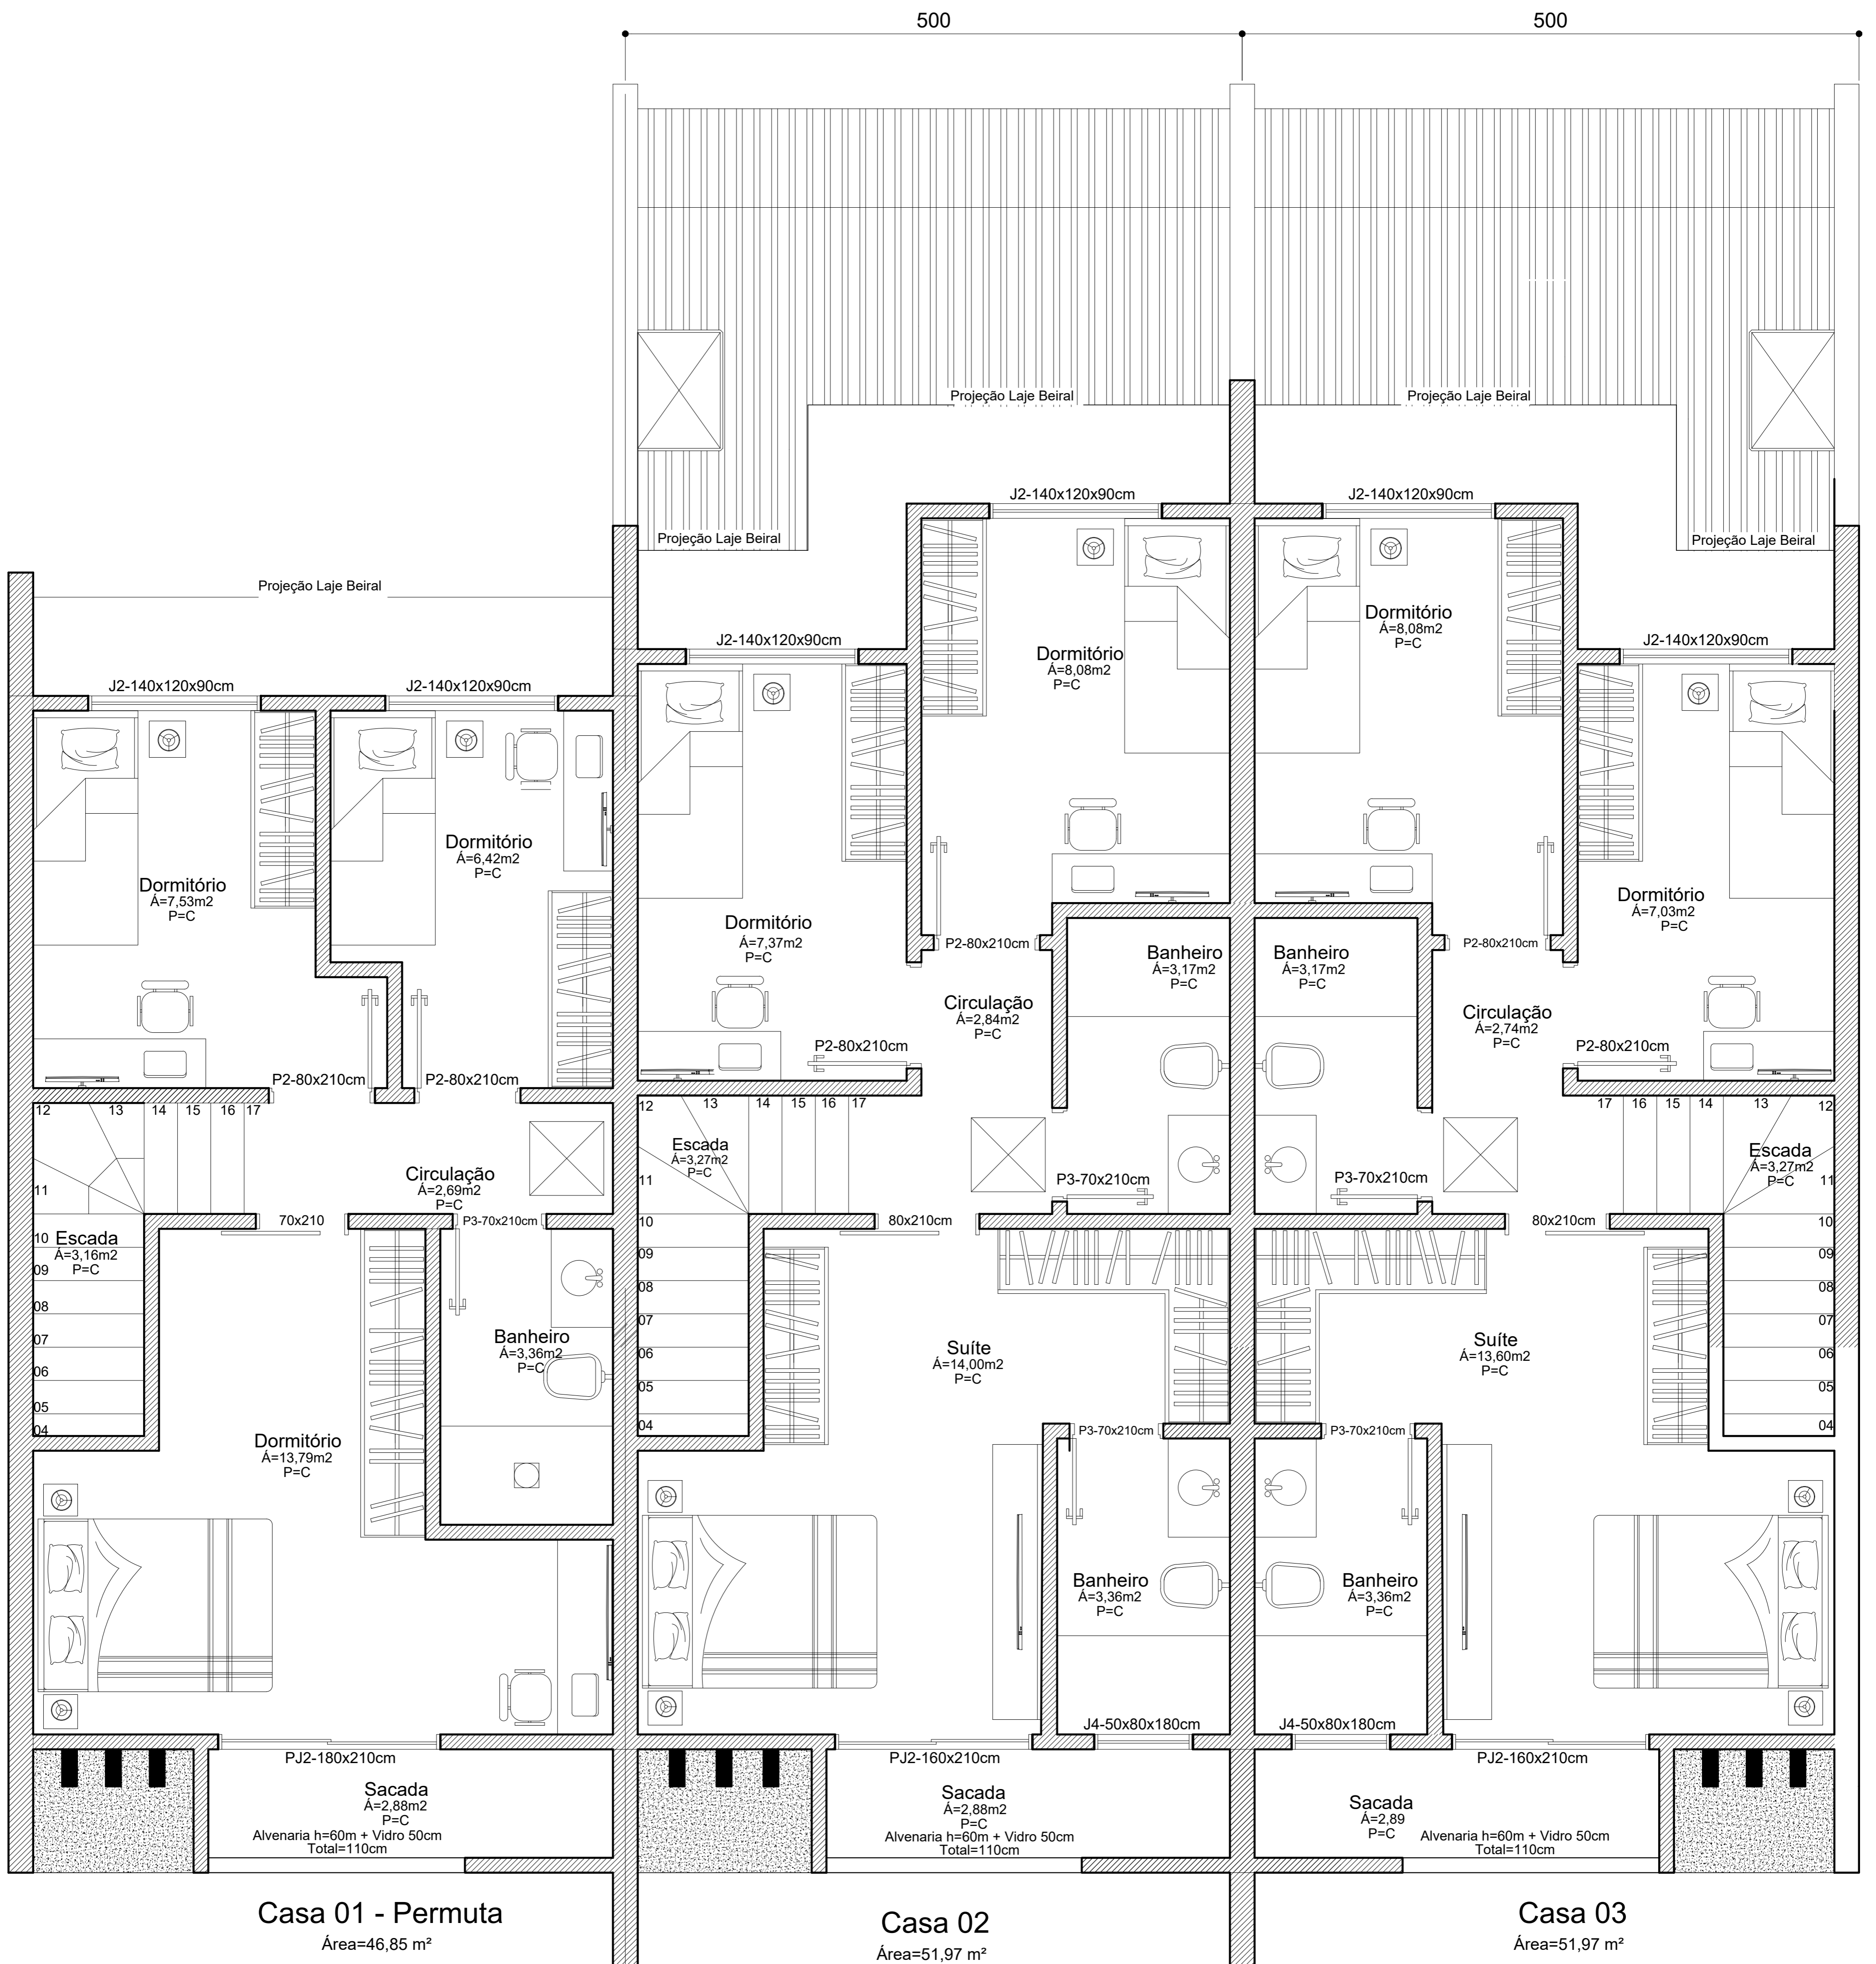 500
500
Projeção Laje Beiral
Projeção Laje Beiral
J2-140x120x90cm
J2-140x120x90cm
Projeção Laje Beiral
Projeção Laje Beiral
Projeção Laje Beiral
J2-140x120x90cm
J2-140x120x90cm
J2-140x120x90cm
J2-140x120x90cm
Dormitório
Á=7,53m2
P=C
Dormitório
Á=6,42m2
P=C
Dormitório
Á=7,37m2
P=C
Dormitório
Á=8,08m2
P=C
Dormitório
Á=8,08m2
P=C
Dormitório
Á=7,03m2
P=C
P2-80x210cm
P2-80x210cm
Banheiro
Á=3,17m2
P=C
Banheiro
Á=3,17m2
P=C
Circulação
Á=2,84m2
P=C
Circulação
Á=2,74m2
P=C
P2-80x210cm
P2-80x210cm
P2-80x210cm
P2-80x210cm
12
13
14
15
16
17
11
10
09
08
07
06
05
04
Escada
Á=3,16m2
P=C
Circulação
Á=2,69m2
P=C
70x210
P3-70x210cm
12
13
14
15
16
17
11
10
09
08
07
06
05
04
Escada
Á=3,27m2
P=C
P3-70x210cm
P3-70x210cm
80x210cm
80x210cm
17
16
15
14
13
12
11
10
09
08
07
06
05
04
Escada
Á=3,27m2
P=C
Banheiro
Á=3,36m2
P=C
Suíte
Á=14,00m2
P=C
Suíte
Á=13,60m2
P=C
Dormitório
Á=13,79m2
P=C
P3-70x210cm
P3-70x210cm
Banheiro
Á=3,36m2
P=C
Banheiro
Á=3,36m2
P=C
J4-50x80x180cm
J4-50x80x180cm
PJ2-180x210cm
PJ2-160x210cm
PJ2-160x210cm
Sacada
Á=2,88m2
P=C
Alvenaria h=60m + Vidro 50cm
Total=110cm
Sacada
Á=2,88m2
P=C
Alvenaria h=60m + Vidro 50cm
Total=110cm
Sacada
Á=2,89
P=C
Alvenaria h=60m + Vidro 50cm
Total=110cm
Casa 01 - Permuta
Área=46,85 m²
Casa 02
Área=51,97 m²
Casa 03
Área=51,97 m²